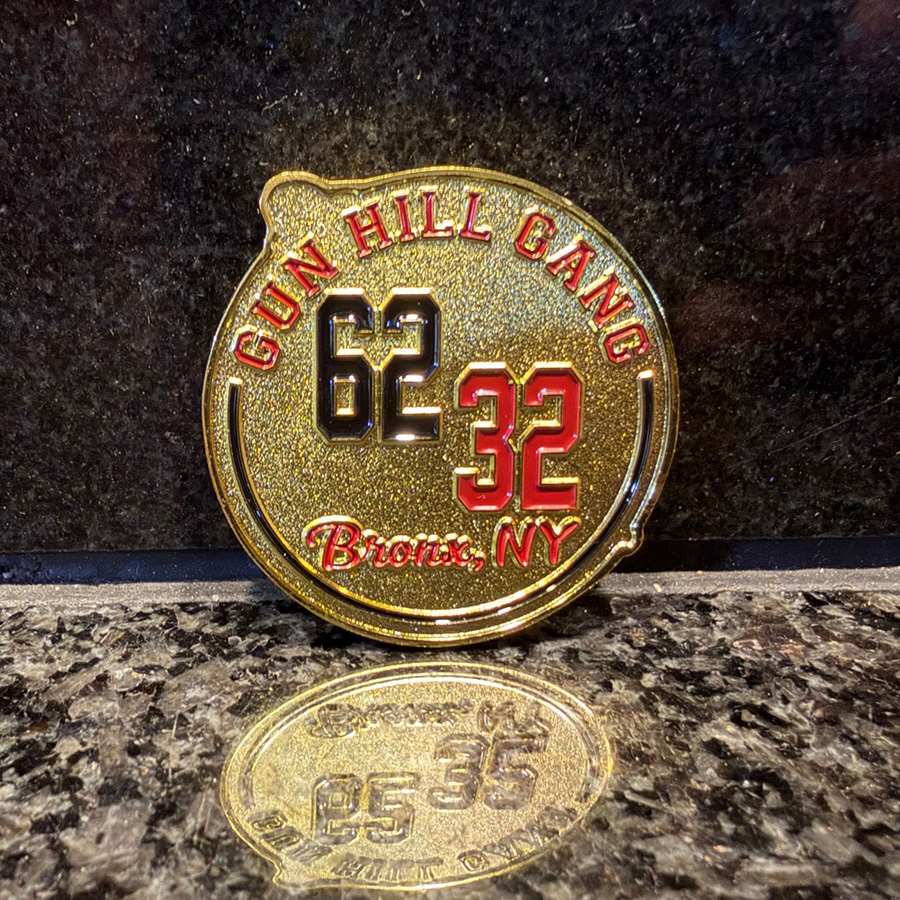 GUN HILL GANG
62
32
Bronx, NY